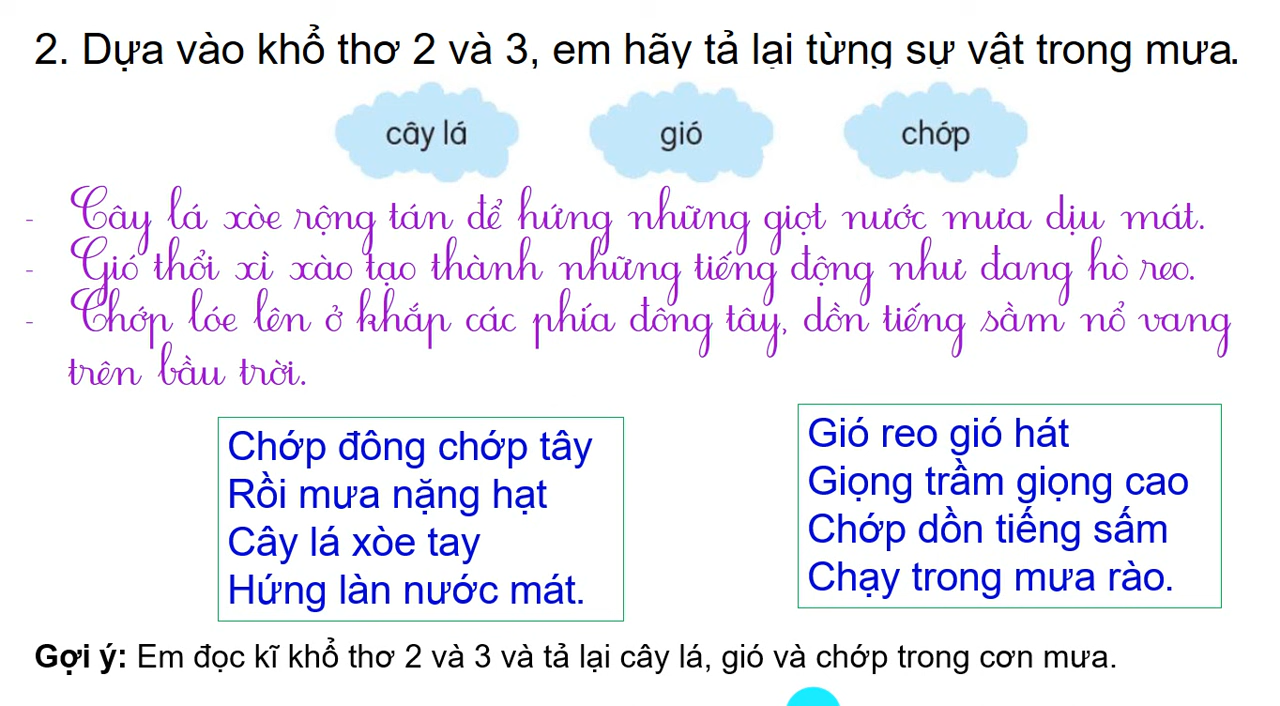 2. Dựa vào khổ thơ 2 và 3, em hãy tả lại từng sự vật trong mưa.
cây lá
gió
chớp
- Cây lá xòe rộng tán để hứng những giọt nước mưa dịu mát.
- Gió thổi xì xào tạo thành những tiếng động như đang hò reo.
- Chớp lóe lên ở khắp các phía đông tây, dồn tiếng sầm nổ vang
trên bầu trời.
Chớp đông chớp tây
Rồi mưa nặng hạt
Cây lá xòe tay
Hứng làn nước mát.
Gió reo gió hát
Giọng trầm giọng cao
Chớp dồn tiếng sấm
Chạy trong mưa rào.
Gợi ý: Em đọc kĩ khổ thơ 2 và 3 và tả lại cây lá, gió và chớp trong cơn mưa.